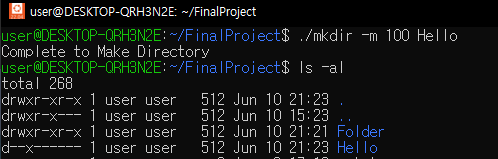 user@DESKTOP-QRH3N2E: ~/FinalProject
user@DESKTOP-QRH3N2E:~/FinalProject$ ./mkdir -m 100 Hello
Complete to Make Directory
user@DESKTOP-QRH3N2E:~/FinalProject$ ls -al
total 268
drwxr-xr-x 1 user user 512 Jun 10 21:23 .
drwxr-xr-x 1 user user 512 Jun 10 15:23 ..
drwxr-xr-x 1 user user 512 Jun 10 21:21 Folder
d--x------ 1 user user 512 Jun 10 21:23 Hello